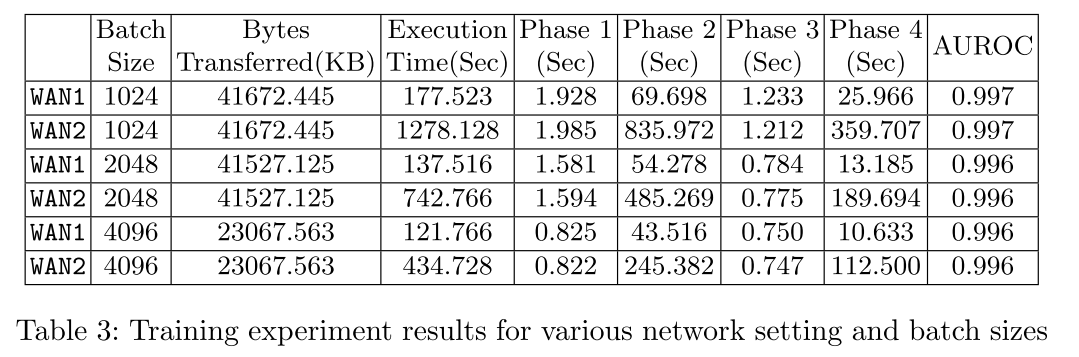 Batch Size Bytes Transferred(KB) Execution Time(Sec) Phase 1 (Sec) Phase 2 (Sec) Phase 3 (Sec) Phase 4 (Sec) AUROC
WAN1 1024 41672.445 177.523 1.928 69.698 1.233 25.966 0.997
WAN2 1024 41672.445 1278.128 1.985 835.972 1.212 359.707 0.997
WAN1 2048 41527.125 137.516 1.581 54.278 0.784 13.185 0.996
WAN2 2048 41527.125 742.766 1.594 485.269 0.775 189.694 0.996
WAN1 4096 23067.563 121.766 0.825 43.516 0.750 10.633 0.996
WAN2 4096 23067.563 434.728 0.822 245.382 0.747 112.500 0.996
Table 3: Training experiment results for various network setting and batch sizes